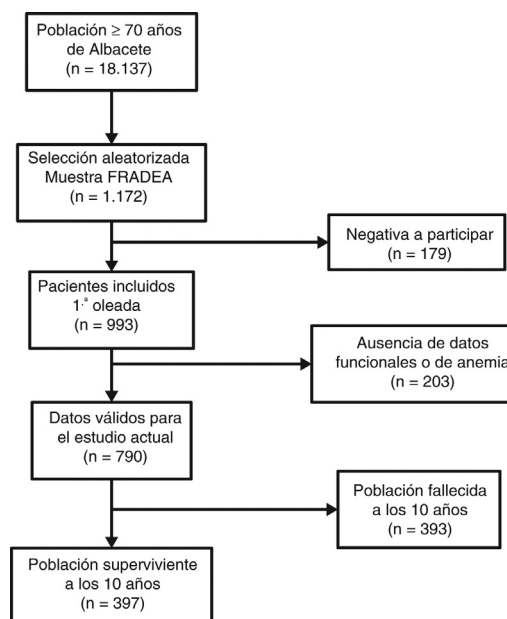 Población ≥ 70 años
de Albacete
(n = 18.137)
Selección aleatorizada
Muestra FRADEA
(n = 1.172)
Negativa a participar
(n = 179)
Pacientes incluidos
1.ª oleada
(n = 993)
Ausencia de datos
funcionales o de anemia
(n = 203)
Datos válidos para
el estudio actual
(n = 790)
Población fallecida
a los 10 años
(n = 393)
Población superviviente
a los 10 años
(n = 397)